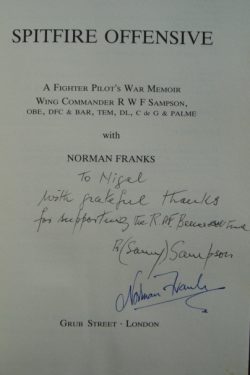 SPITFIRE OFFENSIVE
A FIGHTER PILOT'S WAR MEMOIR
WING COMMANDER R W F SAMPSON,
OBE, DFC & BAR, TEM, DL, C de G & PALME
with
NORMAN FRANKS
To Nigel
with grateful thanks
for supporting the RAF Benevolent Fund
(Sammy) Sampson
Norman Franks
GRUB STREET · LONDON